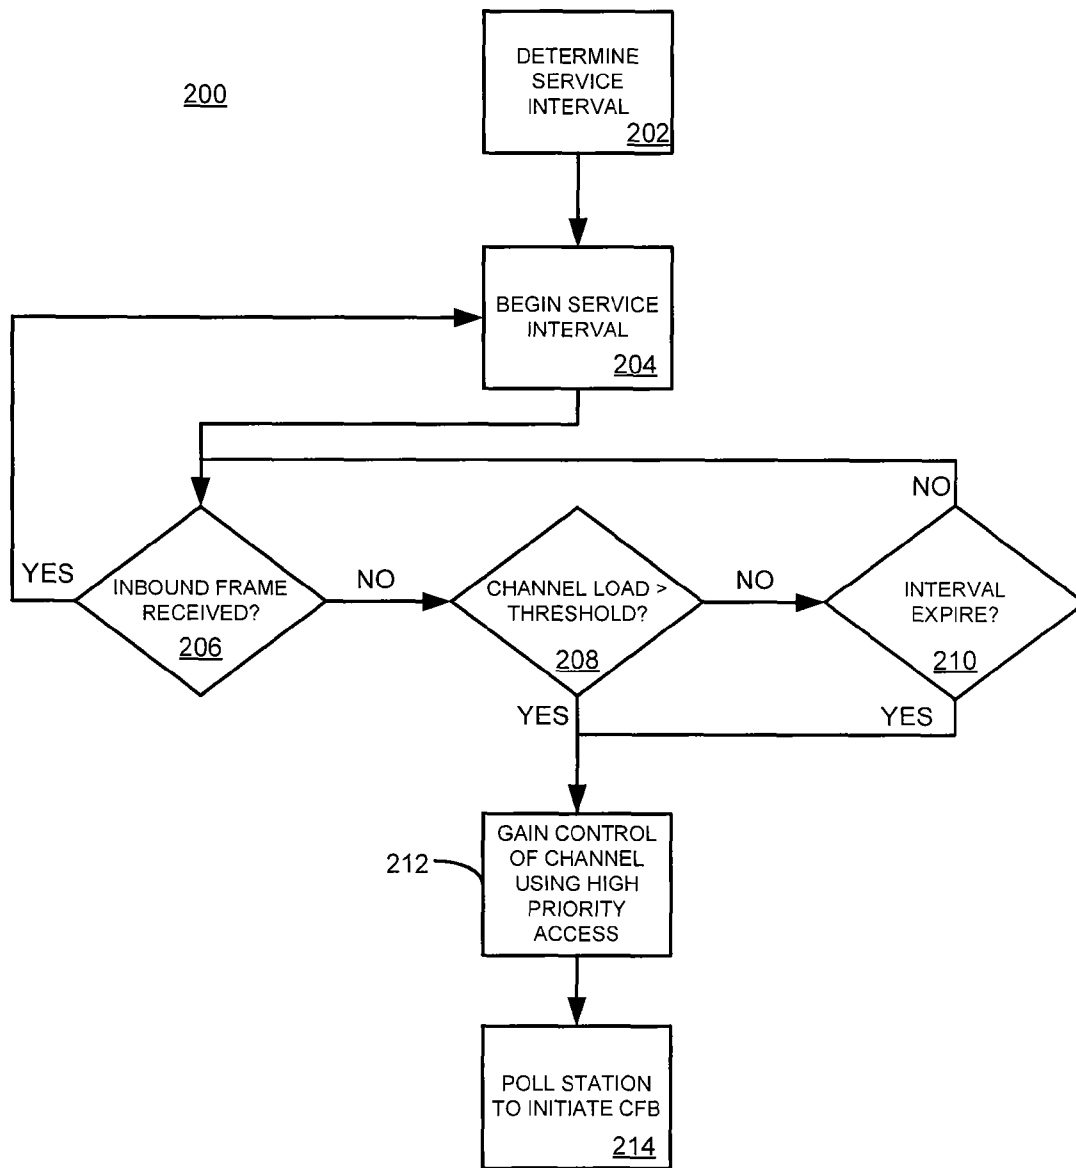 200
DETERMINE
SERVICE
INTERVAL
202
BEGIN SERVICE
INTERVAL
204
YES
INBOUND FRAME
RECEIVED?
206
NO
CHANNEL LOAD >
THRESHOLD?
208
NO
INTERVAL
EXPIRE?
210
NO
YES
YES
212
GAIN CONTROL
OF CHANNEL
USING HIGH
PRIORITY
ACCESS
POLL STATION
TO INITIATE CFB
214